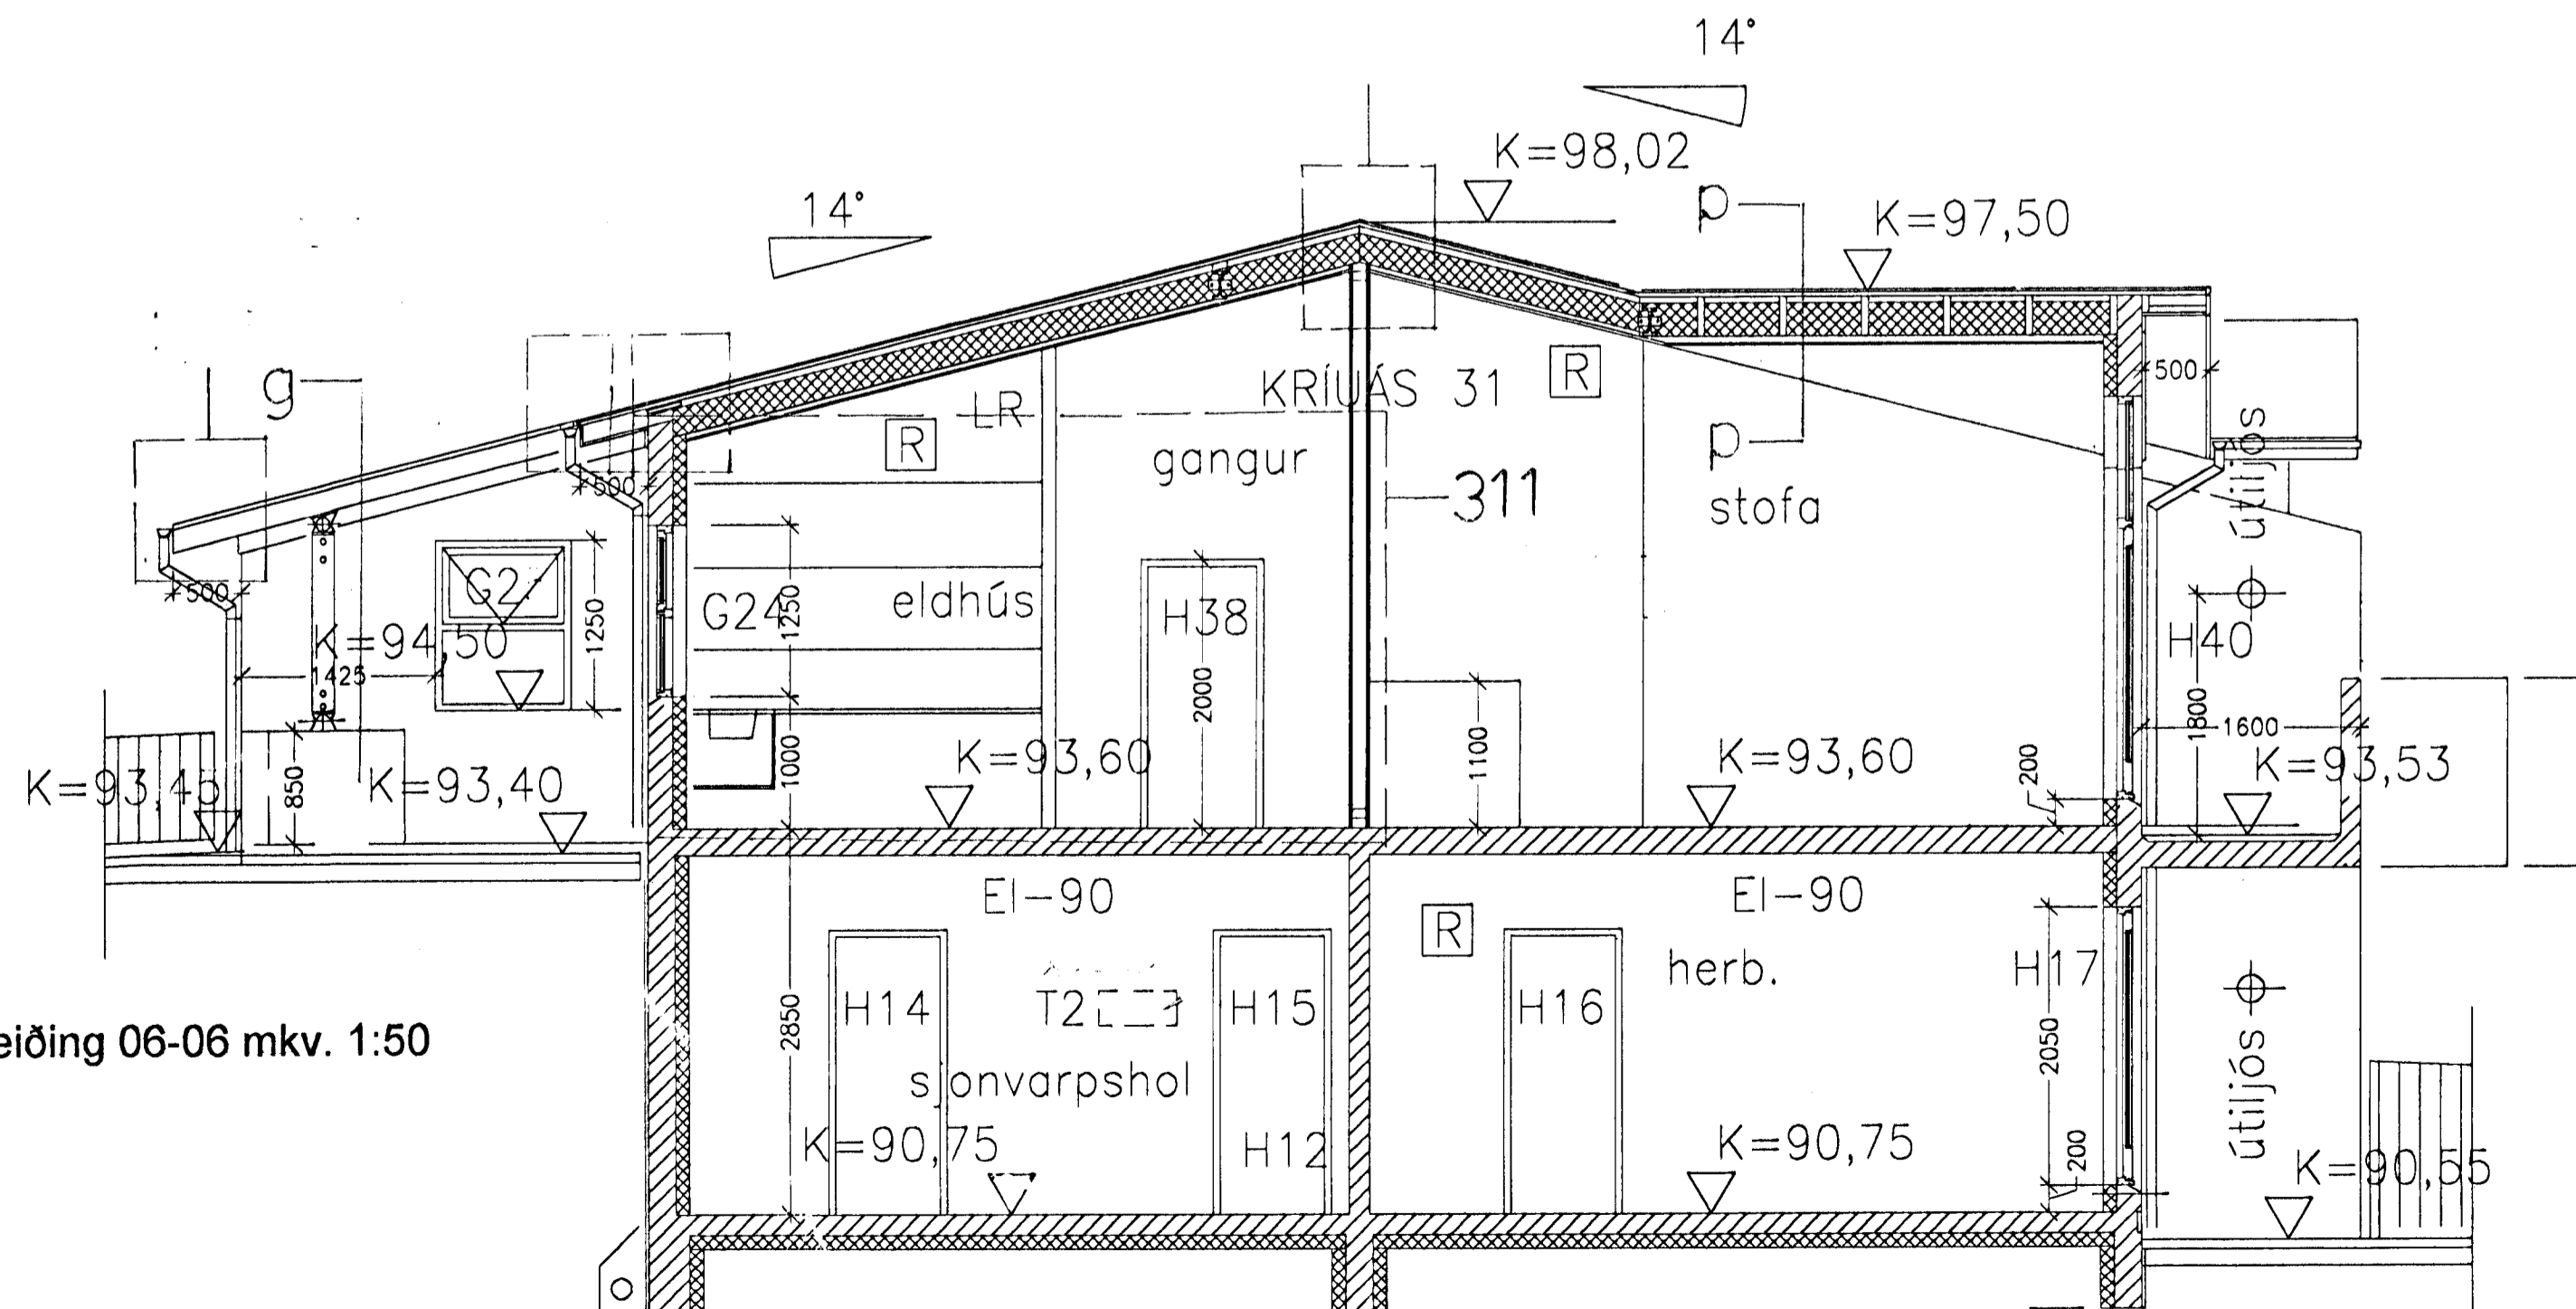 14°
K=98,02
14°
K=97,50
g
p
LR
R
KRÍUÁS 31
R
500
gangur
p
311
stofa
500
útiljós
500
G2
1250
G24
1250
eldhús
H38
2000
K=94,50
1425
H40
1800
1600
K=93,45
850
K=93,40
1000
K=93,60
1100
K=93,60
200
K=93,53
EI-90
EI-90
R
herb.
H17
H14
T2
H15
H16
2850
2050
eiðing 06-06 mkv. 1:50
sjonvarpshol
K=90,75
H12
K=90,75
200
útiljós
K=90,55